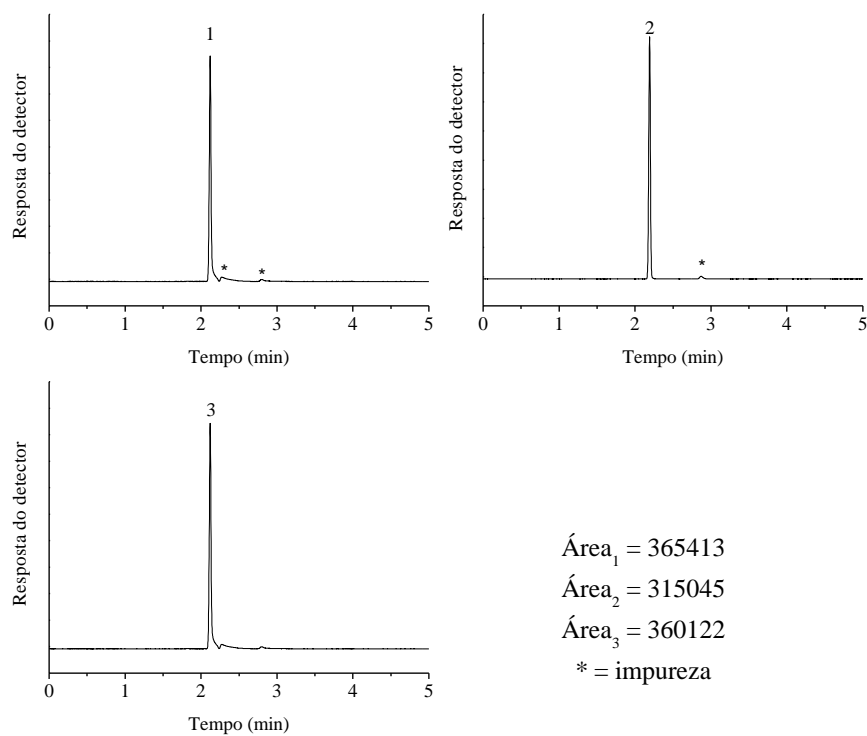 1
Resposta do detector
*
*
0 1 2 3 4 5
Tempo (min)
2
Resposta do detector
*
0 1 2 3 4 5
Tempo (min)
3
Resposta do detector
0 1 2 3 4 5
Tempo (min)
Área1 = 365413
Área2 = 315045
Área3 = 360122
* = impureza